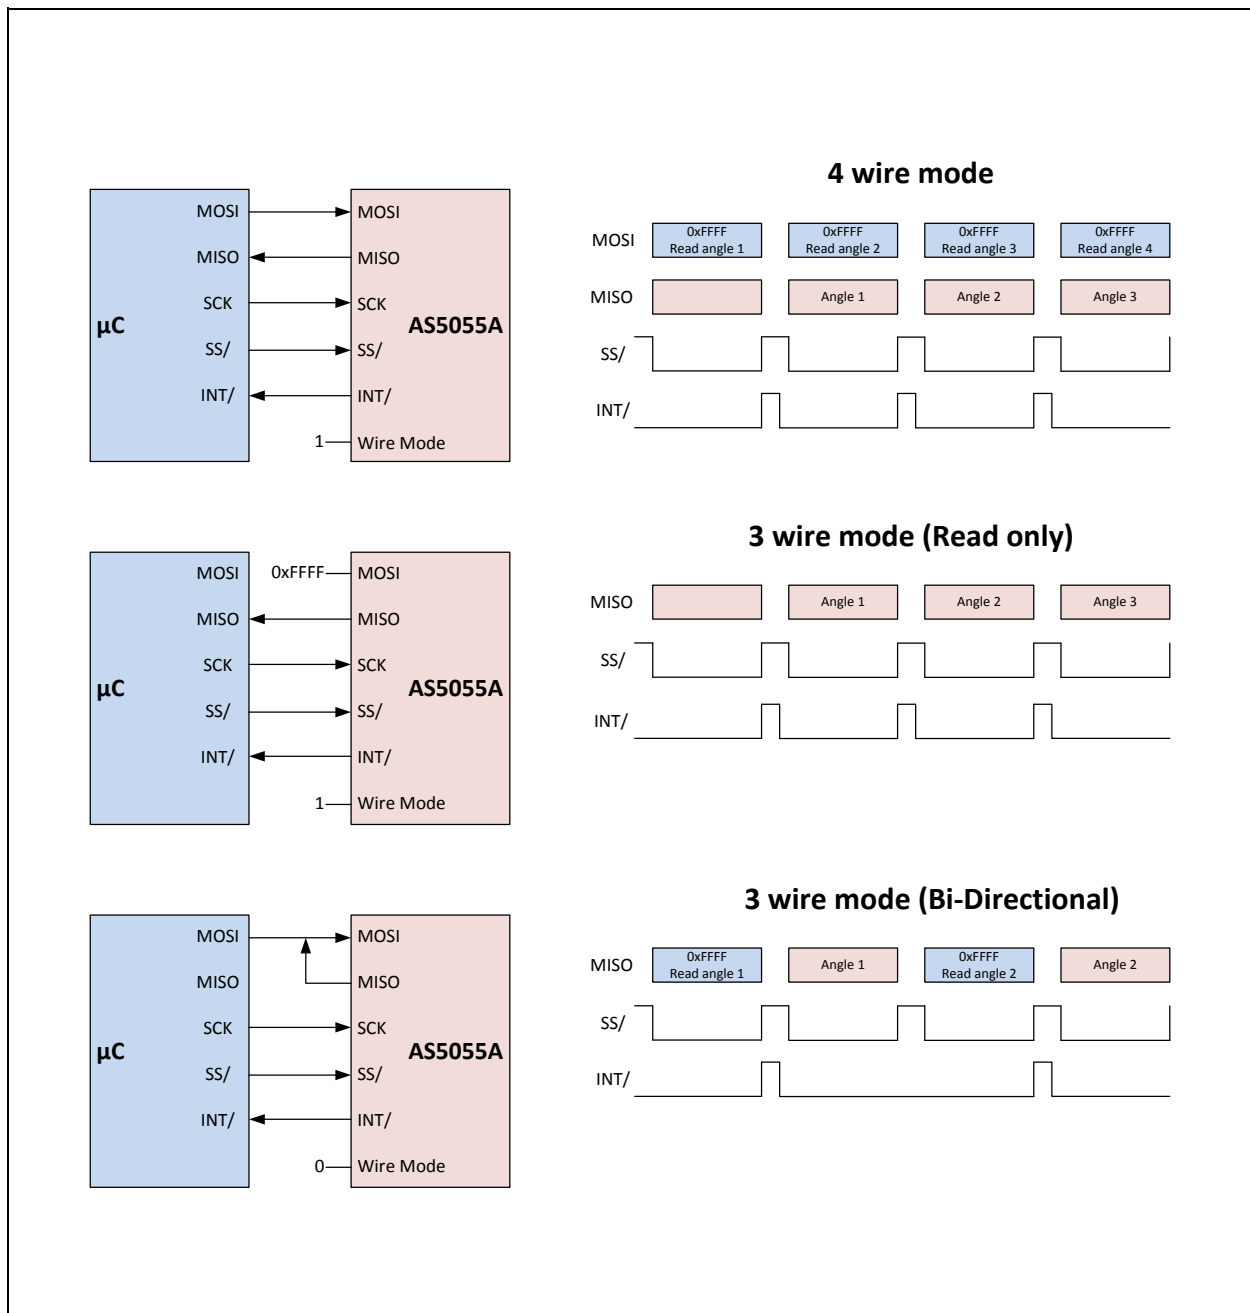 4 wire mode
MOSI
MISO
SCK
SS/
INT/
µC
MOSI
MISO
SCK
SS/
INT/
Wire Mode
AS5055A
1
MOSI
0xFFFF
Read angle 1
0xFFFF
Read angle 2
0xFFFF
Read angle 3
0xFFFF
Read angle 4
MISO
Angle 1
Angle 2
Angle 3
SS/
INT/
3 wire mode (Read only)
MOSI
MISO
SCK
SS/
INT/
µC
0xFFFF
MOSI
MISO
SCK
SS/
INT/
Wire Mode
AS5055A
1
MISO
Angle 1
Angle 2
Angle 3
SS/
INT/
3 wire mode (Bi-Directional)
MOSI
MISO
SCK
SS/
INT/
µC
MOSI
MISO
SCK
SS/
INT/
Wire Mode
AS5055A
0
MISO
0xFFFF
Read angle 1
Angle 1
0xFFFF
Read angle 2
Angle 2
SS/
INT/